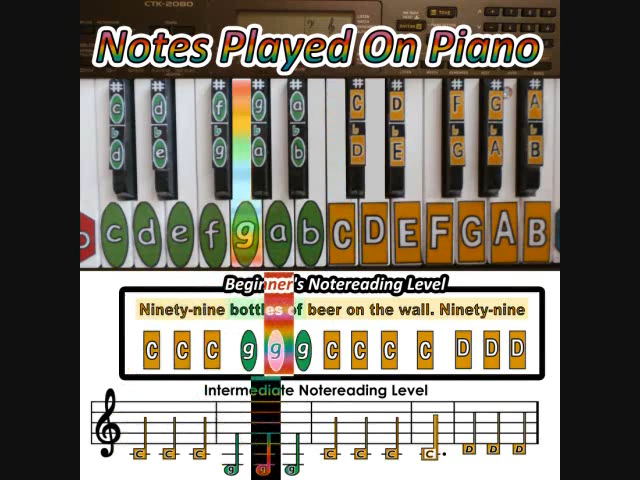 CTK-2080
Notes Played On Piano
# # # # # # # # # #
c d f g a C D F G A
♭ ♭ ♭ ♭ ♭ ♭ ♭ ♭ ♭ ♭
d e g a b D E G A B
b c d e f g a b C D E F G A B
Beginner's Notereading Level
Ninety-nine bottles of beer on the wall. Ninety-nine
C C C g g g C C C C D D D
Intermediate Notereading Level
C C C g g g C C C C D D D